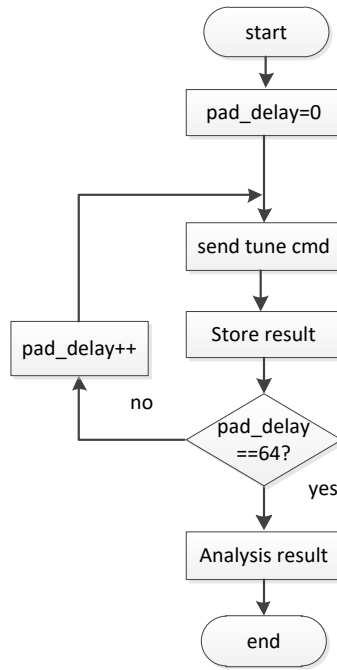 start
pad_delay=0
send tune cmd
Store result
pad_delay++
no
pad_delay
==64?
yes
Analysis result
end